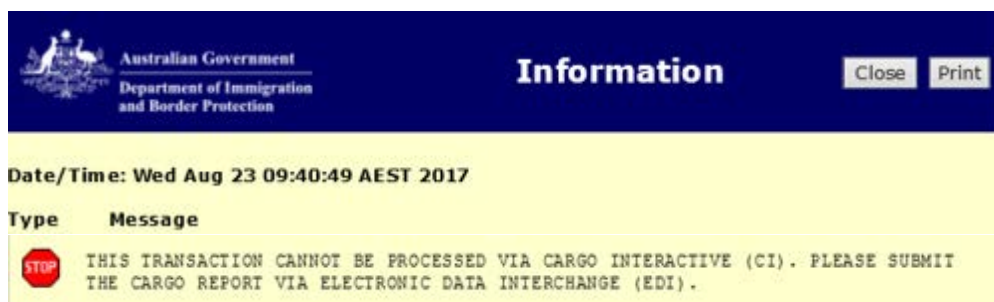 Australian Government
Department of Immigration
and Border Protection
Information
Close Print
Date/Time: Wed Aug 23 09:40:49 AEST 2017
Type Message
STOP
THIS TRANSACTION CANNOT BE PROCESSED VIA CARGO INTERACTIVE (CI). PLEASE SUBMIT
THE CARGO REPORT VIA ELECTRONIC DATA INTERCHANGE (EDI).